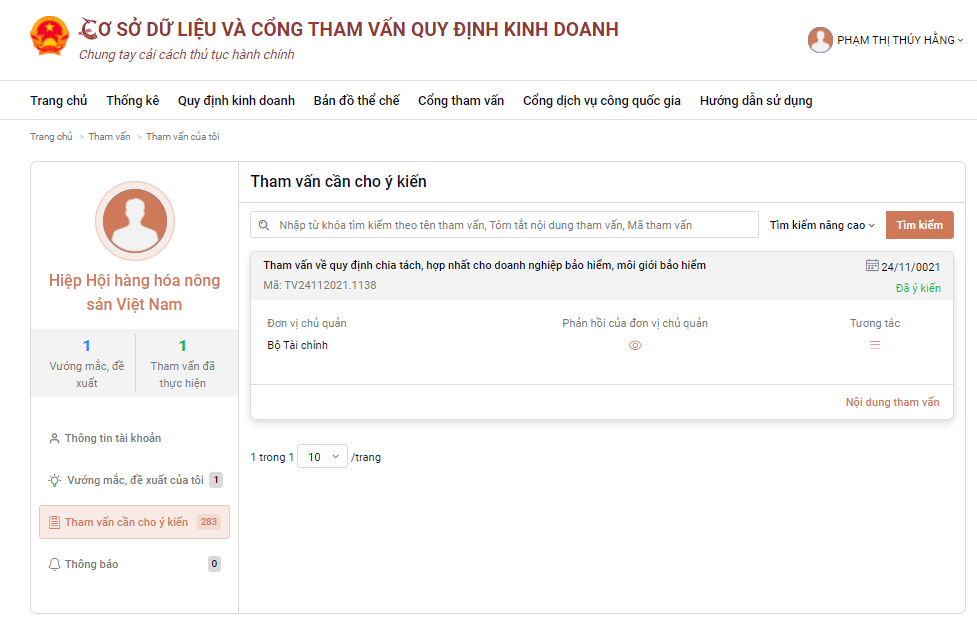 CƠ SỞ DỮ LIỆU VÀ CỔNG THAM VẤN QUY ĐỊNH KINH DOANH
Chung tay cải cách thủ tục hành chính
PHẠM THỊ THÚY HẰNG
Trang chủ Thống kê Quy định kinh doanh Bản đồ thể chế Cổng tham vấn Cổng dịch vụ công quốc gia Hướng dẫn sử dụng
Trang chủ > Tham vấn > Tham vấn của tôi
Hiệp Hội hàng hóa nông
sản Việt Nam
1 1
Vướng mắc, đề Tham vấn đã
xuất thực hiện
Thông tin tài khoản
Vướng mắc, đề xuất của tôi 1
Tham vấn cần cho ý kiến 283
Thông báo 0
Tham vấn cần cho ý kiến
Nhập từ khóa tìm kiếm theo tên tham vấn, Tóm tắt nội dung tham vấn, Mã tham vấn Tìm kiếm nâng cao Tìm kiếm
Tham vấn về quy định chia tách, hợp nhất cho doanh nghiệp bảo hiểm, môi giới bảo hiểm 24/11/0021
Mã: TV24112021.1138 Đã ý kiến
Đơn vị chủ quản Phản hồi của đơn vị chủ quản Tương tác
Bộ Tài chính
Nội dung tham vấn
1 trong 1 10 /trang